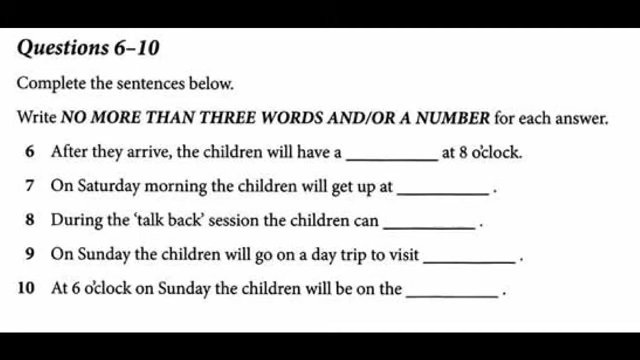 Questions 6–10
Complete the sentences below.
Write NO MORE THAN THREE WORDS AND/OR A NUMBER for each answer.
6 After they arrive, the children will have a __________ at 8 o'clock.
7 On Saturday morning the children will get up at __________ .
8 During the 'talk back' session the children can __________ .
9 On Sunday the children will go on a day trip to visit __________ .
10 At 6 o'clock on Sunday the children will be on the __________ .